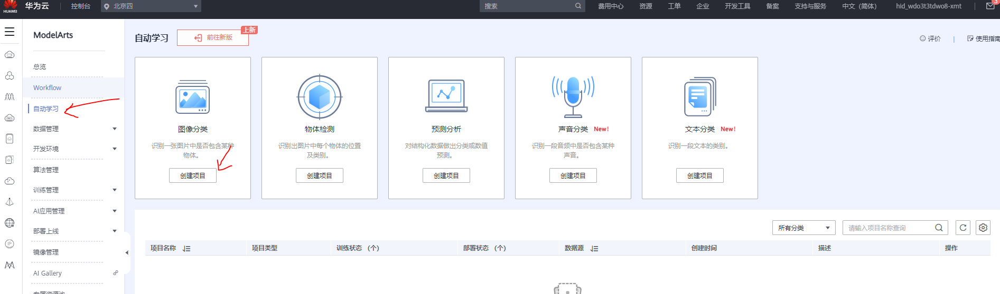 HUAWEI
华为云
控制台
北京四
搜索
费用中心
资源
工单
企业
开发工具
备案
支持与服务
中文（简体）
hid_wdo3t3tdwo8-xmt
3
ModelArts
总览
Workflow
自动学习
数据管理
开发环境
算法管理
训练管理
AI应用管理
部署上线
镜像管理
AI Gallery
专属资源池
IP
自动学习
前往新版
上新
评价
使用指南
图像分类
识别一张图片中是否包含某种
物体。
创建项目
物体检测
识别出图片中每个物体的位置
及类别。
创建项目
预测分析
对结构化数据做出分类或数值
预测。
创建项目
声音分类 New!
识别一段音频中是否包含某种
声音。
创建项目
文本分类 New!
识别一段文本的类别。
创建项目
所有分类
请输入项目名称查询
项目名称
项目类型
训练状态 （个）
部署状态 （个）
数据源
创建时间
描述
操作